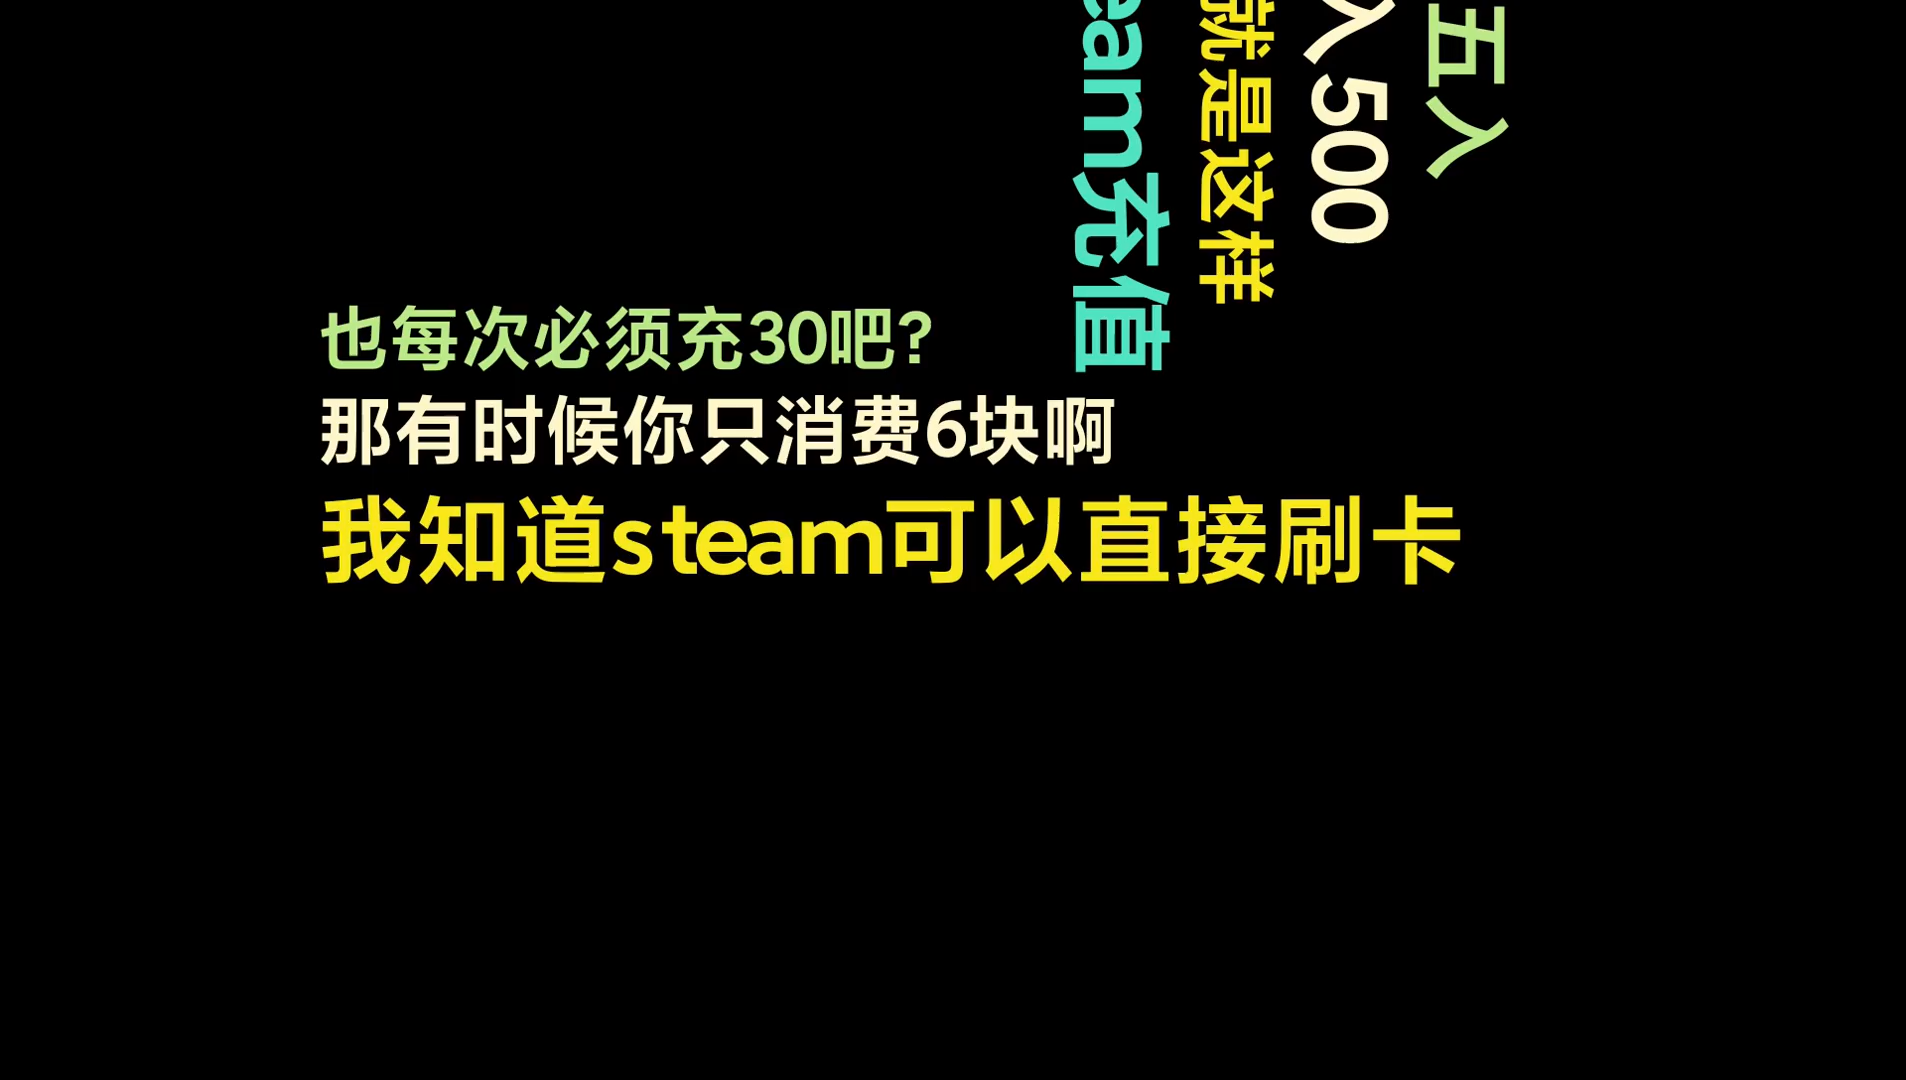 五入
入500
就是这样
eam充值
也每次必须充30吧?
那有时候你只消费6块啊
我知道steam可以直接刷卡